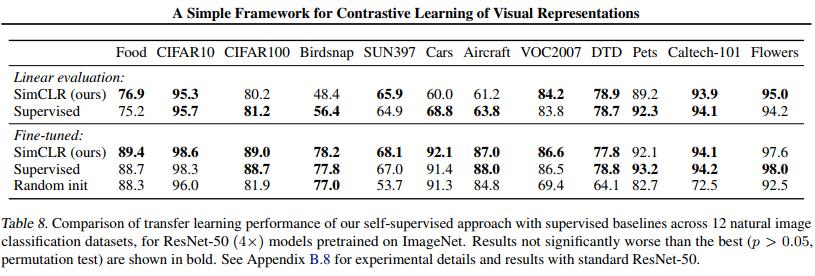 A Simple Framework for Contrastive Learning of Visual Representations
Food CIFAR10 CIFAR100 Birdsnap SUN397 Cars Aircraft VOC2007 DTD Pets Caltech-101 Flowers
Linear evaluation:
SimCLR (ours) 76.9 95.3 80.2 48.4 65.9 60.0 61.2 84.2 78.9 89.2 93.9 95.0
Supervised 75.2 95.7 81.2 56.4 64.9 68.8 63.8 83.8 78.7 92.3 94.1 94.2
Fine-tuned:
SimCLR (ours) 89.4 98.6 89.0 78.2 68.1 92.1 87.0 86.6 77.8 92.1 94.1 97.6
Supervised 88.7 98.3 88.7 77.8 67.0 91.4 88.0 86.5 78.8 93.2 94.2 98.0
Random init 88.3 96.0 81.9 77.0 53.7 91.3 84.8 69.4 64.1 82.7 72.5 92.5
Table 8. Comparison of transfer learning performance of our self-supervised approach with supervised baselines across 12 natural image
classification datasets, for ResNet-50 (4×) models pretrained on ImageNet. Results not significantly worse than the best (p > 0.05,
permutation test) are shown in bold. See Appendix B.8 for experimental details and results with standard ResNet-50.